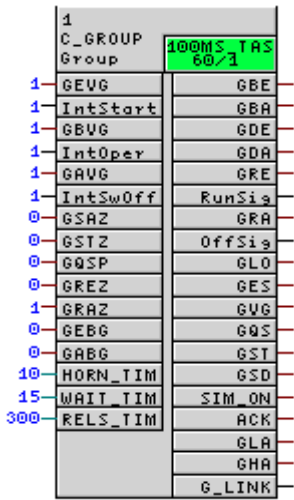 1
C_GROUP
Group
100MS_TAS
60/1
1 GEVG GBE
1 IntStart GBA
1 GBVG GDE
1 IntOper GDA
1 GAVG GRE
1 IntSwOff RunSig
0 GSAZ GRA
0 GSTZ OffSig
0 GQSP GLO
0 GREZ GES
1 GRAZ GVG
0 GEBG GQS
0 GABG GST
10 HORN_TIM GSD
15 WAIT_TIM SIM_ON
300 RELS_TIM ACK
GLA
GHA
G_LINK